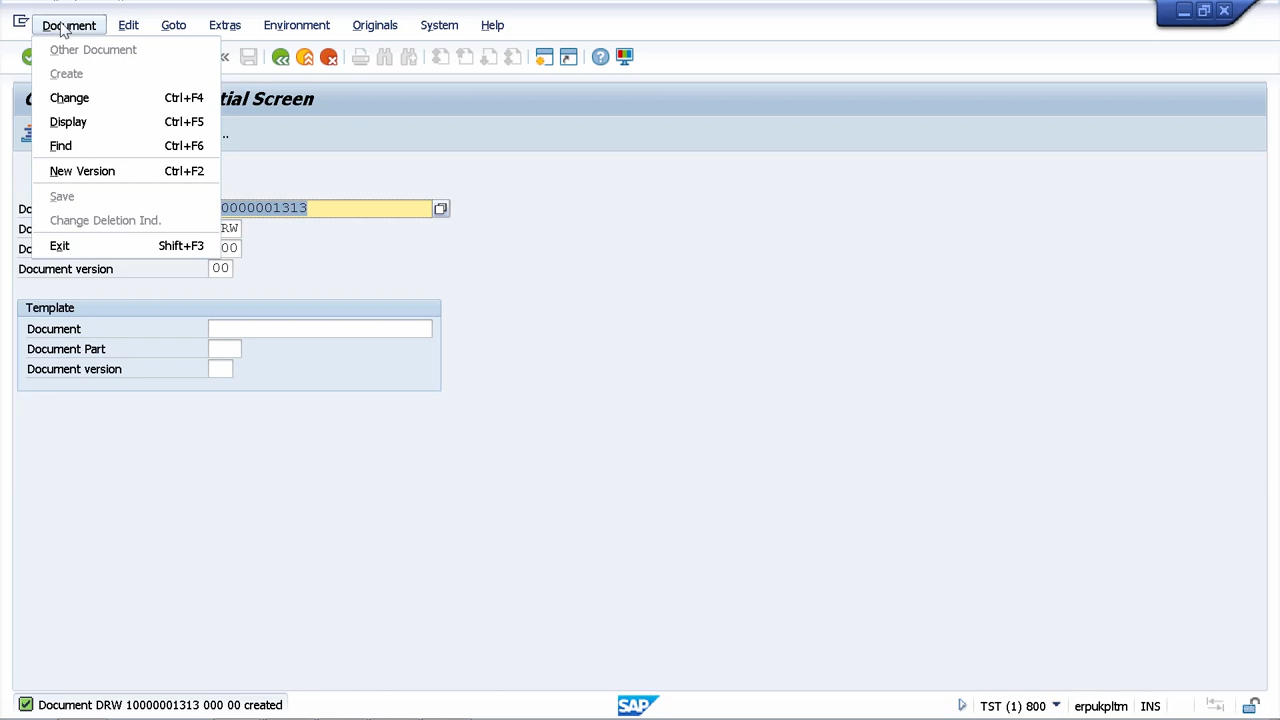 Document Edit Goto Extras Environment Originals System Help
Other Document
Create
Change Ctrl+F4
Display Ctrl+F5
Find Ctrl+F6
New Version Ctrl+F2
Save
Change Deletion Ind.
Exit Shift+F3
tial Screen
..
Do 0000001313
Do RW
Do 00
Document version 00
Template
Document
Document Part
Document version
Document DRW 10000001313 000 00 created
SAP
TST (1) 800 erpukpltm INS